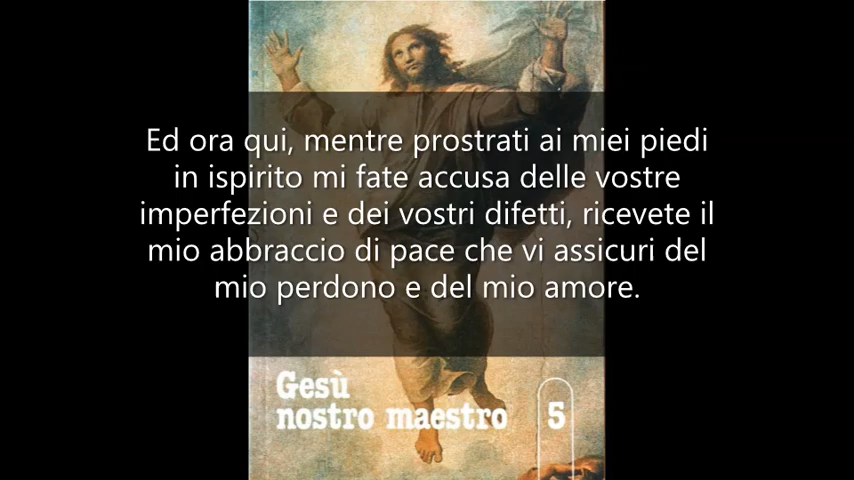 Ed ora qui, mentre prostrati ai miei piedi
in ispirito mi fate accusa delle vostre
imperfezioni e dei vostri difetti, ricevete il
mio abbraccio di pace che vi assicuri del
mio perdono e del mio amore.
Gesù
nostro maestro 5